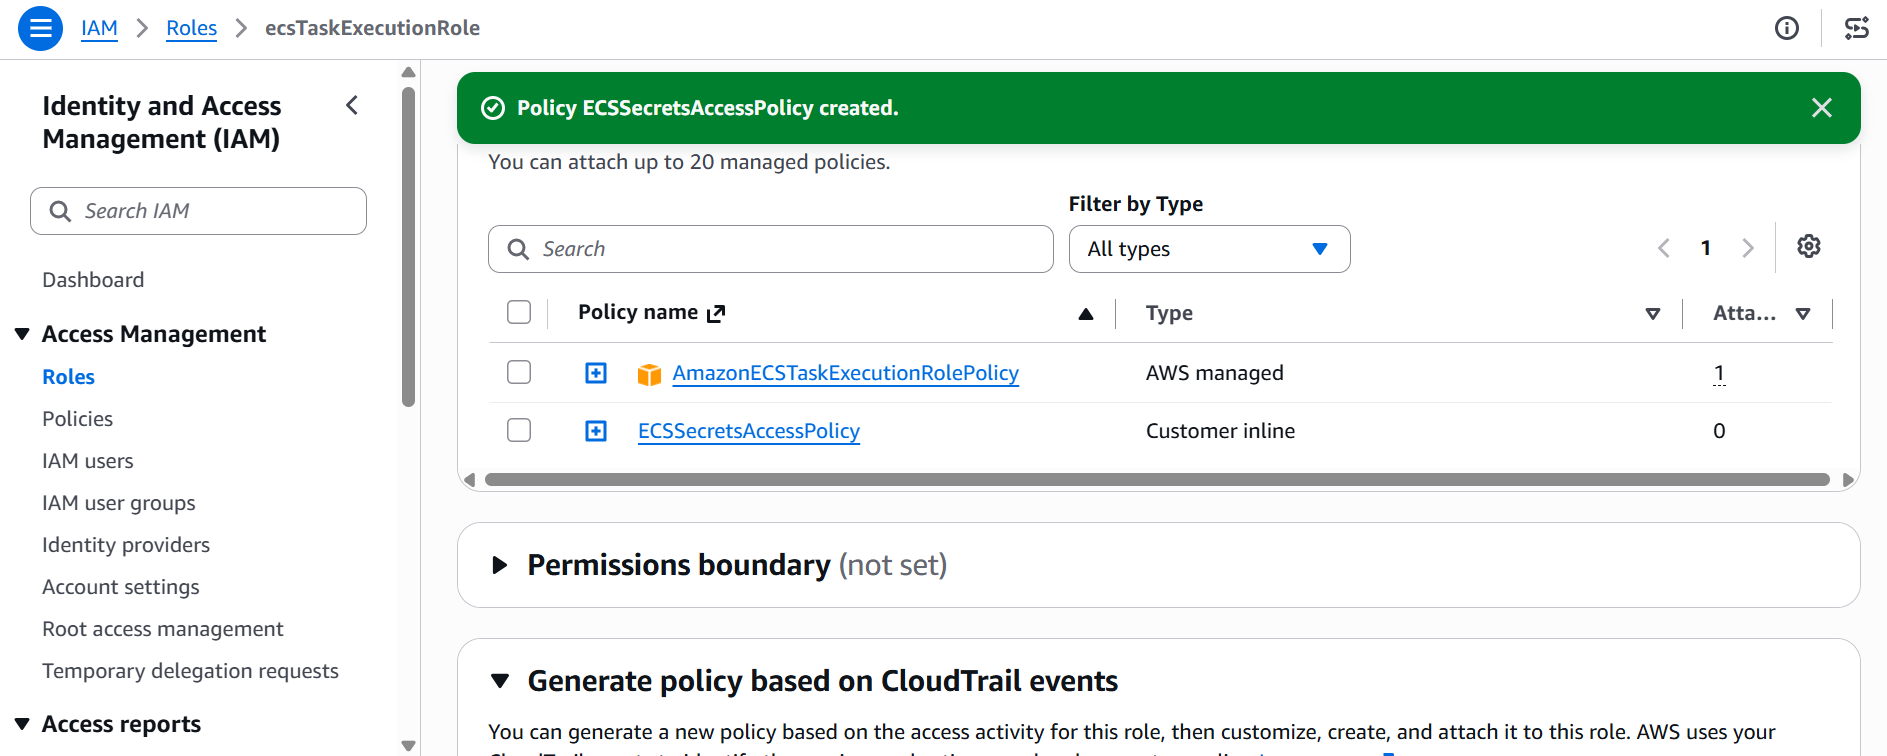 IAM
Roles
ecsTaskExecutionRole
Identity and Access
Management (IAM)
Search IAM
Dashboard
Access Management
Roles
Policies
IAM users
IAM user groups
Identity providers
Account settings
Root access management
Temporary delegation requests
Access reports
Policy ECSSecretsAccessPolicy created.
You can attach up to 20 managed policies.
Filter by Type
Search
All types
1
Policy name
Type
Atta...
AmazonECSTaskExecutionRolePolicy
AWS managed
1
ECSSecretsAccessPolicy
Customer inline
0
Permissions boundary (not set)
Generate policy based on CloudTrail events
You can generate a new policy based on the access activity for this role, then customize, create, and attach it to this role. AWS uses your